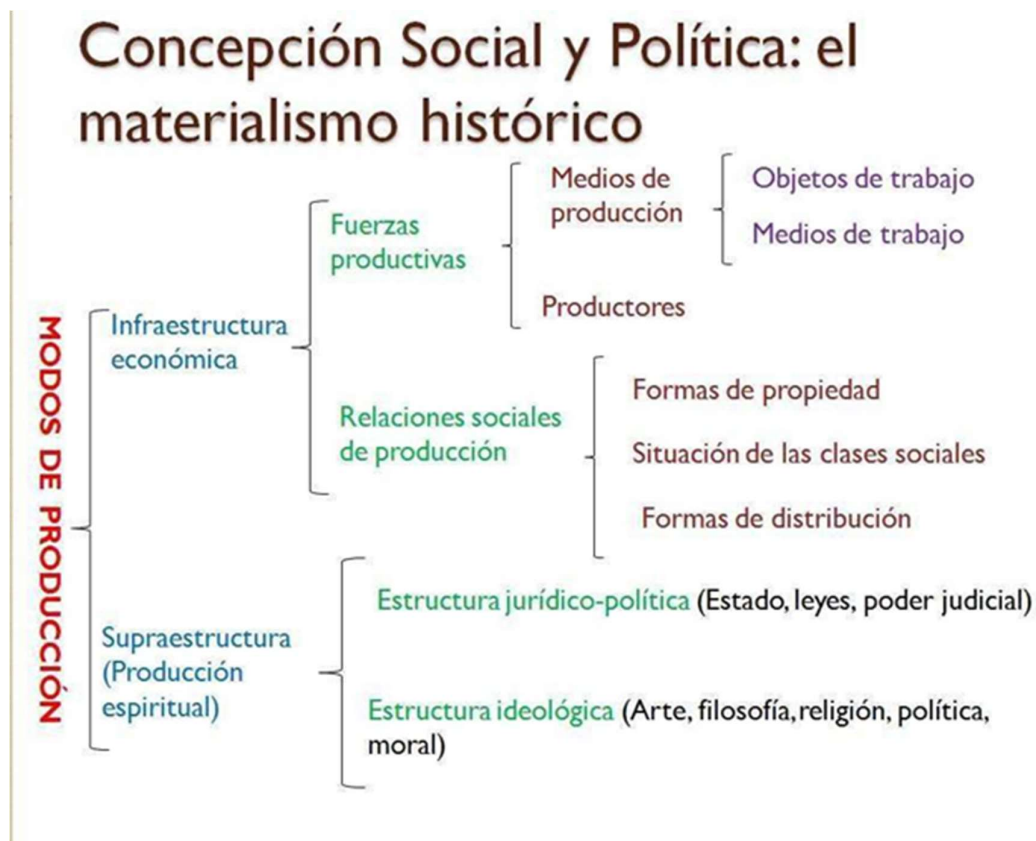 Concepción Social y Política: el
materialismo histórico
MODOS DE PRODUCCIÓN
Infraestructura
económica
Fuerzas
productivas
Medios de
producción
Objetos de trabajo
Medios de trabajo
Productores
Relaciones sociales
de producción
Formas de propiedad
Situación de las clases sociales
Formas de distribución
Supraestructura
(Producción
espiritual)
Estructura jurídico-política (Estado, leyes, poder judicial)
Estructura ideológica (Arte, filosofía, religión, política,
moral)